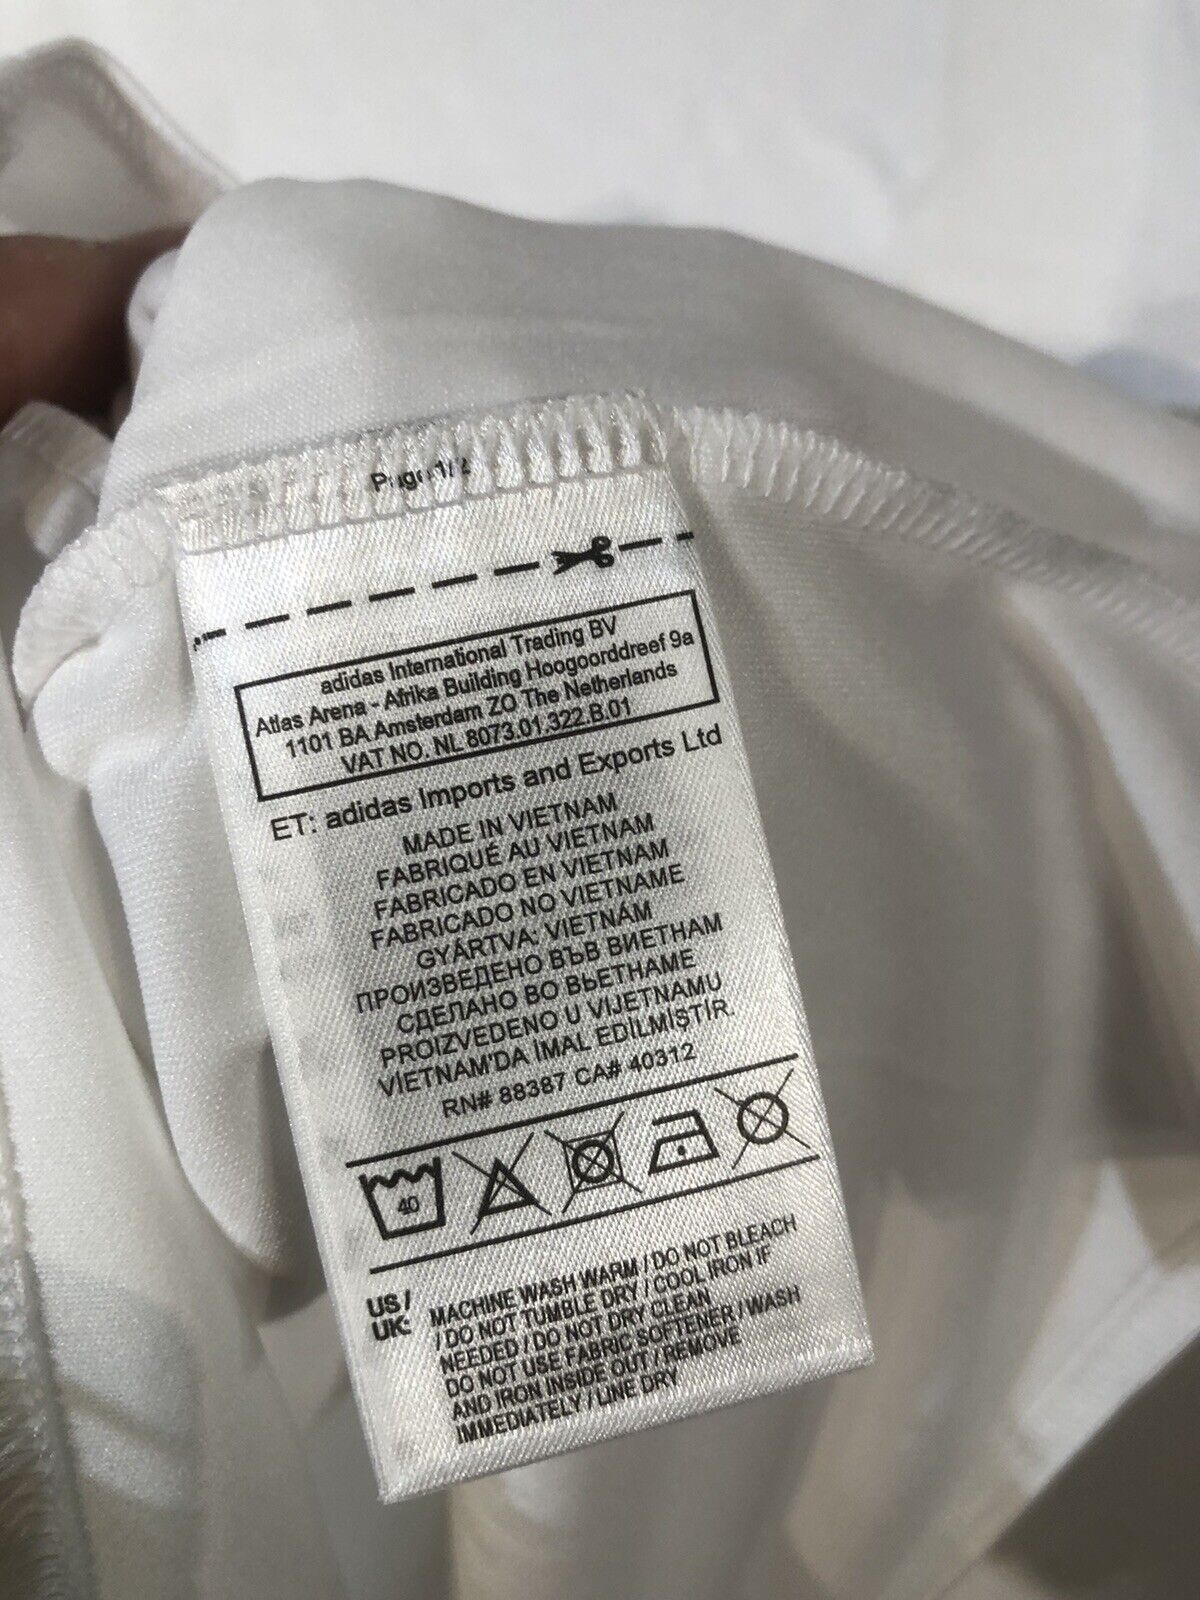 Page 1/2
adidas International Trading BV
Atlas Arena - Afrika Building Hoogoorddreef 9a
1101 BA Amsterdam ZO The Netherlands
VAT NO. NL 8073.01.322.B.01
ET: adidas Imports and Exports Ltd
MADE IN VIETNAM
FABRIQUÉ AU VIETNAM
FABRICADO EN VIETNAM
FABRICADO NO VIETNAME
GYÁRTVA: VIETNÁM
ПРОИЗВЕДЕНО ВЪВ ВИЕТНАМ
СДЕЛАНО ВО ВЬЕТНАМЕ
PROIZVEDENO U VIJETNAMU
VİETNAM'DA İMAL EDİLMİŞTİR.
RN# 88387 CA# 40312
40
US / UK:
MACHINE WASH WARM / DO NOT BLEACH
/ DO NOT TUMBLE DRY / COOL IRON IF
NEEDED / DO NOT DRY CLEAN
DO NOT USE FABRIC SOFTENER / WASH
AND IRON INSIDE OUT / REMOVE
IMMEDIATELY / LINE DRY